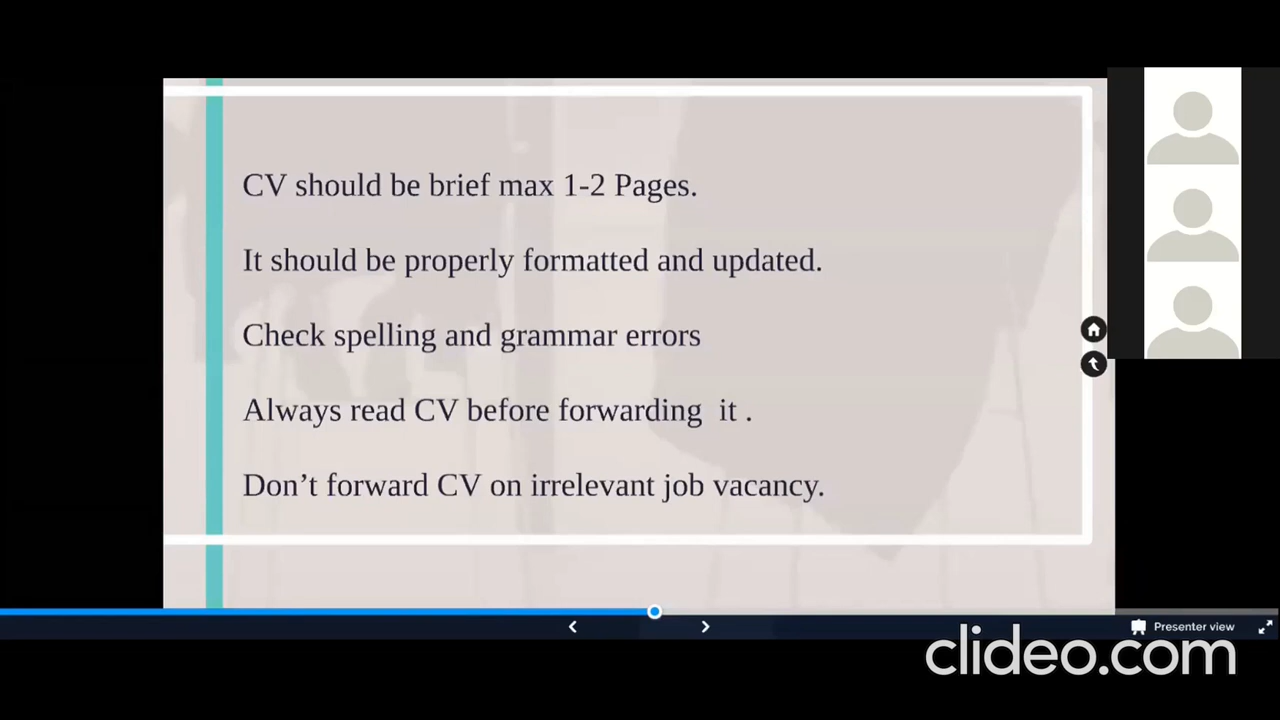 CV should be brief max 1-2 Pages.
It should be properly formatted and updated.
Check spelling and grammar errors
Always read CV before forwarding  it .
Don’t forward CV on irrelevant job vacancy.
Presenter view
clideo.com